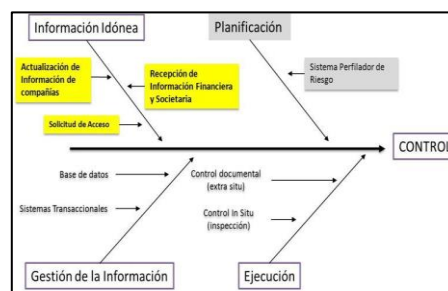 Información Idónea
Planificación
Actualización de
Información de
compañías
Recepción de
Información Financiera
y Societaria
Sistema Perfilador de
Riesgo
Solicitud de Acceso
CONTROL
Base de datos
Control documental
(extra situ)
Sistemas Transaccionales
Control In Situ
(inspección)
Gestión de la Información
Ejecución